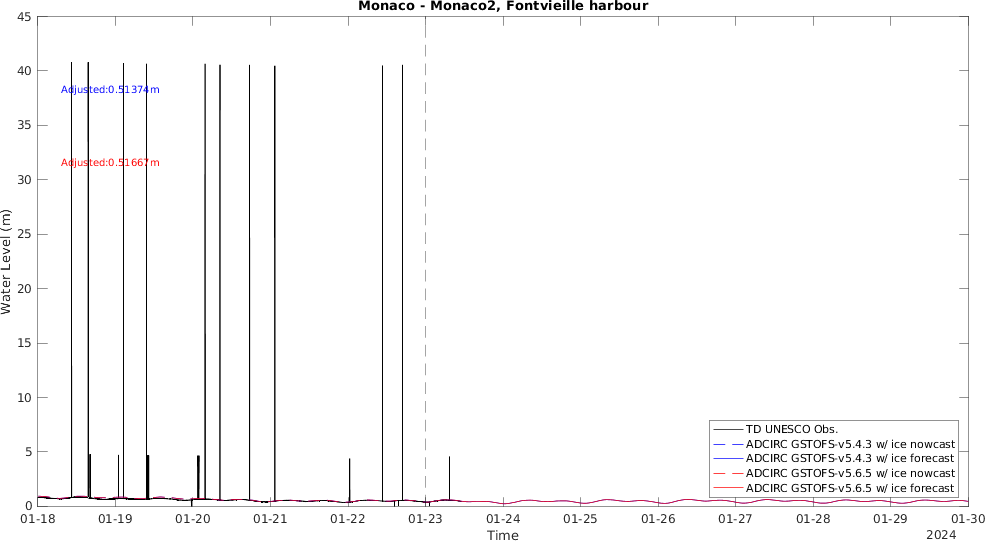 Monaco - Monaco2, Fontvieille harbour
45
40
35
30
25
20
15
10
5
0
Water Level (m)
Adjusted:0.51374m
Adjusted:0.51667m
TD UNESCO Obs.
ADCIRC GSTOFS-v5.4.3 w/ ice nowcast
ADCIRC GSTOFS-v5.4.3 w/ ice forecast
ADCIRC GSTOFS-v5.6.5 w/ ice nowcast
ADCIRC GSTOFS-v5.6.5 w/ ice forecast
01-18 01-19 01-20 01-21 01-22 01-23 01-24 01-25 01-26 01-27 01-28 01-29 01-30
Time
2024